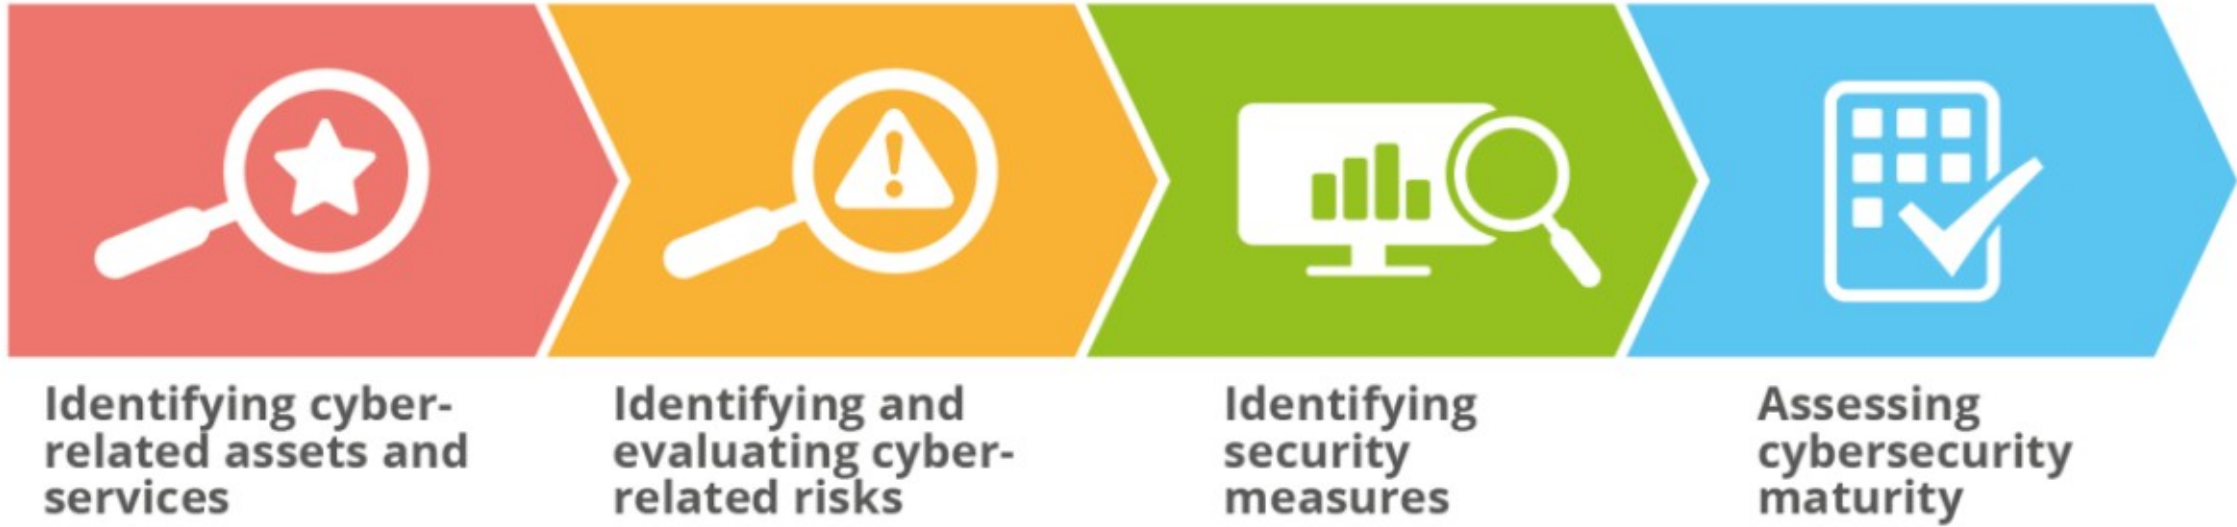 Identifying cyber-
related assets and
services
Identifying and
evaluating cyber-
related risks
Identifying
security
measures
Assessing
cybersecurity
maturity